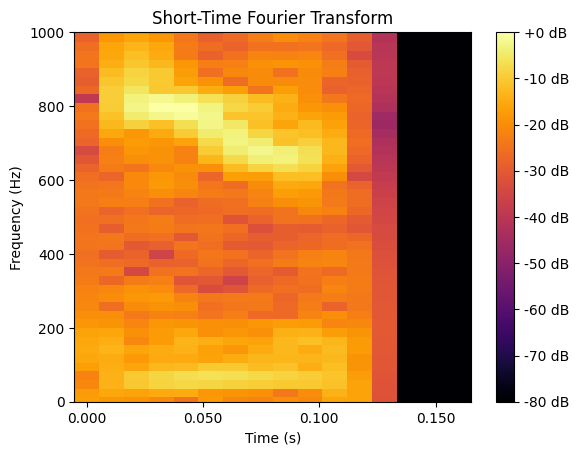 Short-Time Fourier Transform
Frequency (Hz)
1000
800
600
400
200
0
0.000
0.050
0.100
0.150
Time (s)
+0 dB
-10 dB
-20 dB
-30 dB
-40 dB
-50 dB
-60 dB
-70 dB
-80 dB